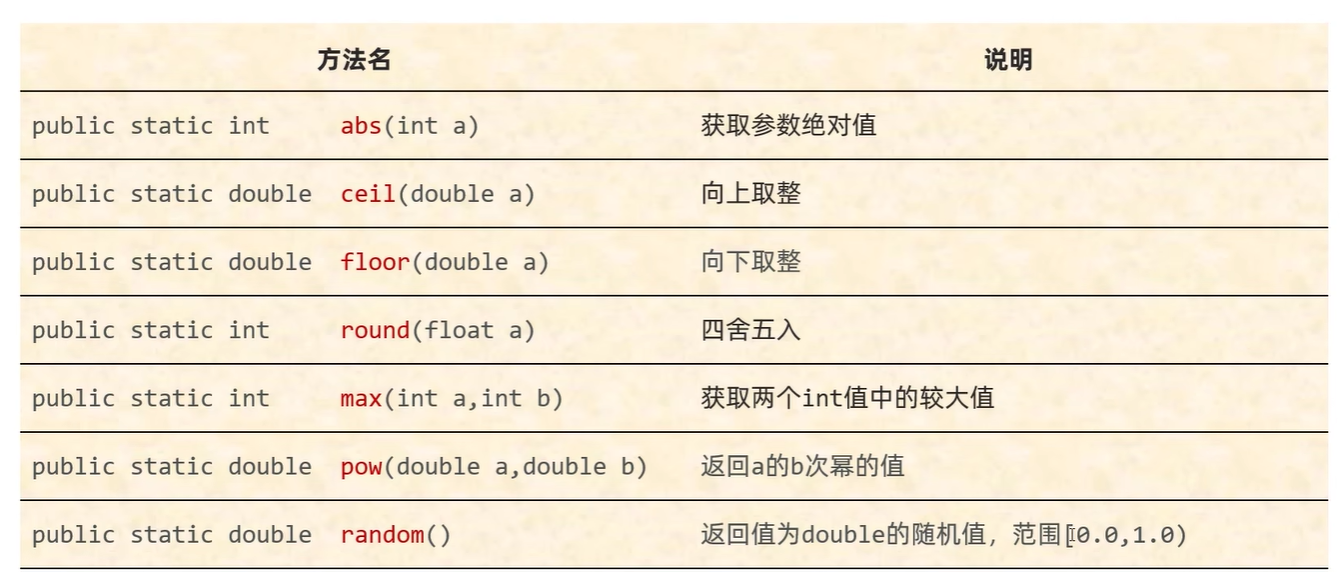 方法名 说明
public static int abs(int a) 获取参数绝对值
public static double ceil(double a) 向上取整
public static double floor(double a) 向下取整
public static int round(float a) 四舍五入
public static int max(int a,int b) 获取两个int值中的较大值
public static double pow(double a,double b) 返回a的b次幂的值
public static double random() 返回值为double的随机值，范围[0.0,1.0)